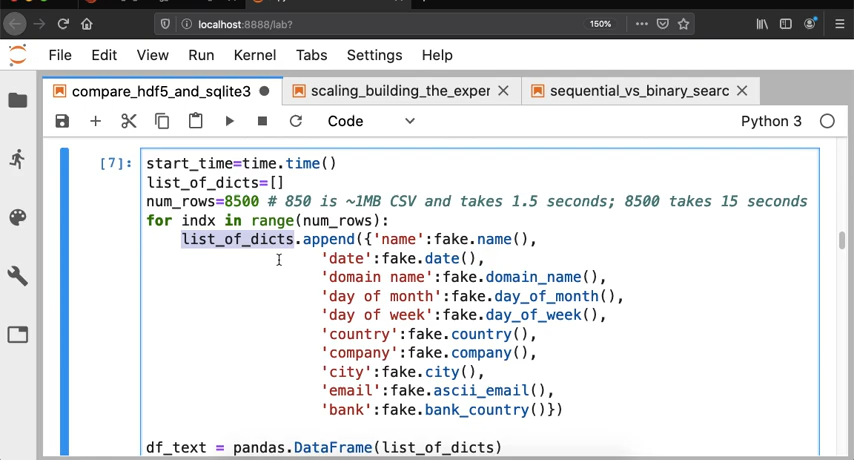 localhost:8888/lab?
150%
File Edit View Run Kernel Tabs Settings Help
compare_hdf5_and_sqlite3
scaling_building_the_exper
sequential_vs_binary_searc
Code
Python 3
[7]:
start_time=time.time()
list_of_dicts=[]
num_rows=8500 # 850 is ~1MB CSV and takes 1.5 seconds; 8500 takes 15 seconds
for indx in range(num_rows):
list_of_dicts.append({'name':fake.name(),
'date':fake.date(),
'domain name':fake.domain_name(),
'day of month':fake.day_of_month(),
'day of week':fake.day_of_week(),
'country':fake.country(),
'company':fake.company(),
'city':fake.city(),
'email':fake.ascii_email(),
'bank':fake.bank_country()})
df_text = pandas.DataFrame(list_of_dicts)